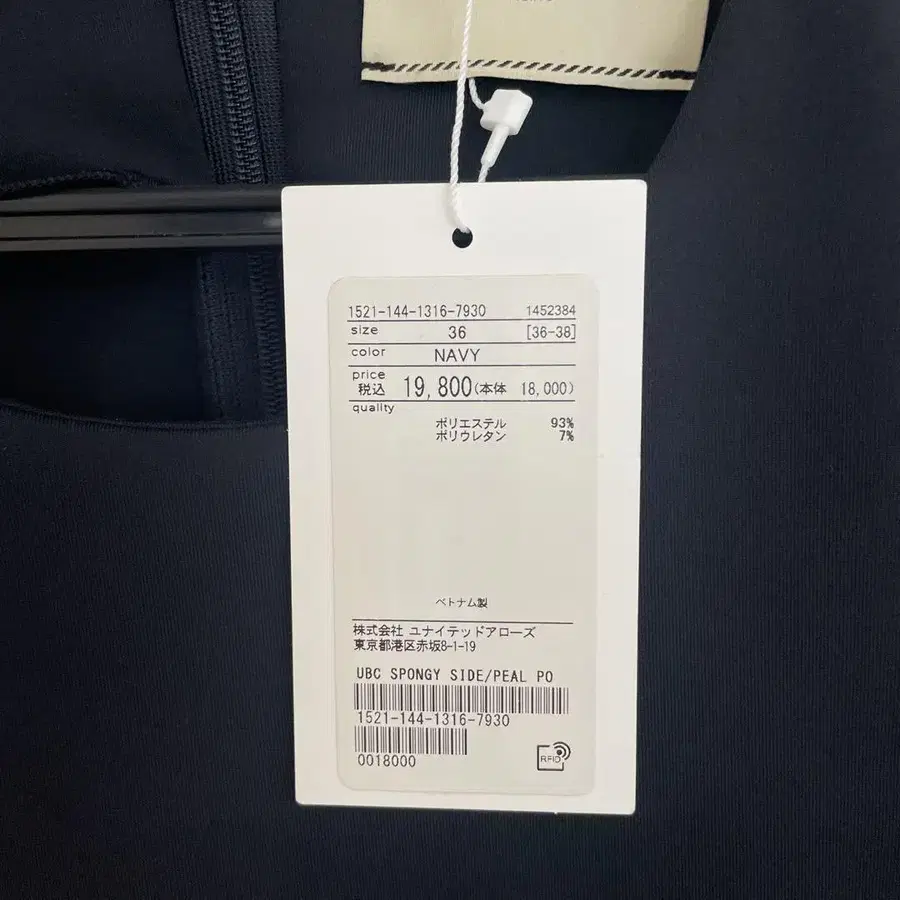 1521-144-1316-7930 1452384
size 36 [36-38]
color NAVY
price
税込 19,800(本体 18,000)
quality
ポリエステル 93%
ポリウレタン 7%
ベトナム製
株式会社 ユナイテッドアローズ
東京都港区赤坂8-1-19
UBC SPONGY SIDE/PEAL PO
1521-144-1316-7930
0018000
RFID